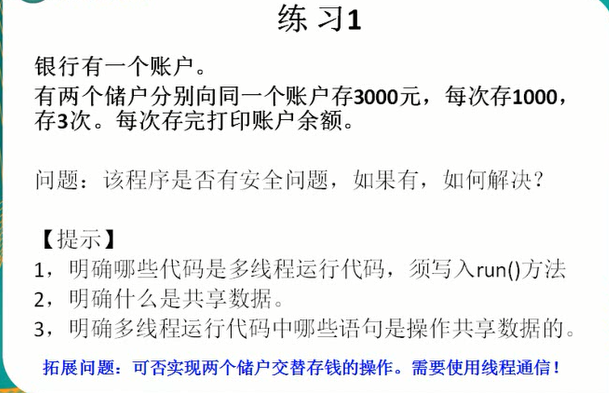 练 习1
银行有一个账户。
有两个储户分别向同一个账户存3000元，每次存1000，
存3次。每次存完打印账户余额。
问题：该程序是否有安全问题，如果有，如何解决？
【提示】
1，明确哪些代码是多线程运行代码，须写入run()方法
2，明确什么是共享数据。
3，明确多线程运行代码中哪些语句是操作共享数据的。
拓展问题：可否实现两个储户交替存钱的操作。需要使用线程通信！